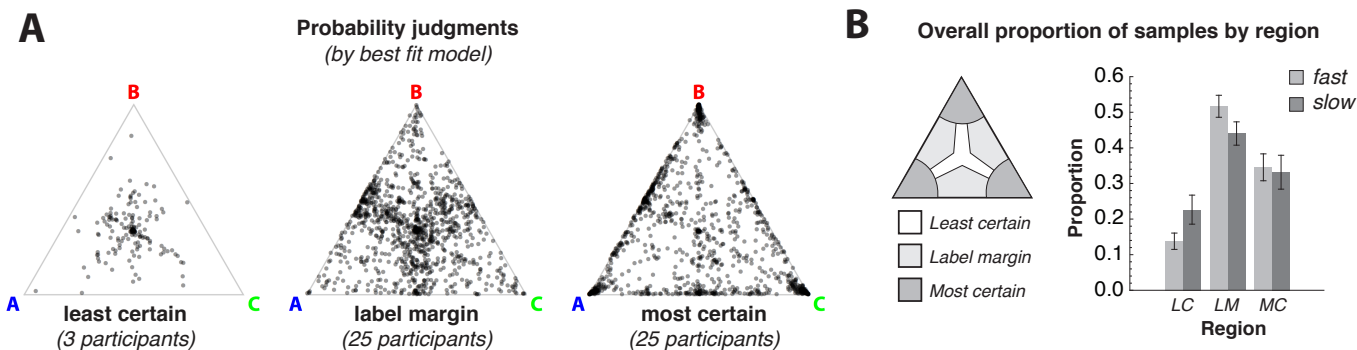 A
Probability judgments
(by best fit model)
B
A
C
least certain
(3 participants)
B
A
C
label margin
(25 participants)
B
A
C
most certain
(25 participants)
B
Overall proportion of samples by region
Least certain
Label margin
Most certain
fast
slow
Proportion
0.6
0.5
0.4
0.3
0.2
0.1
0.0
LC LM MC
Region